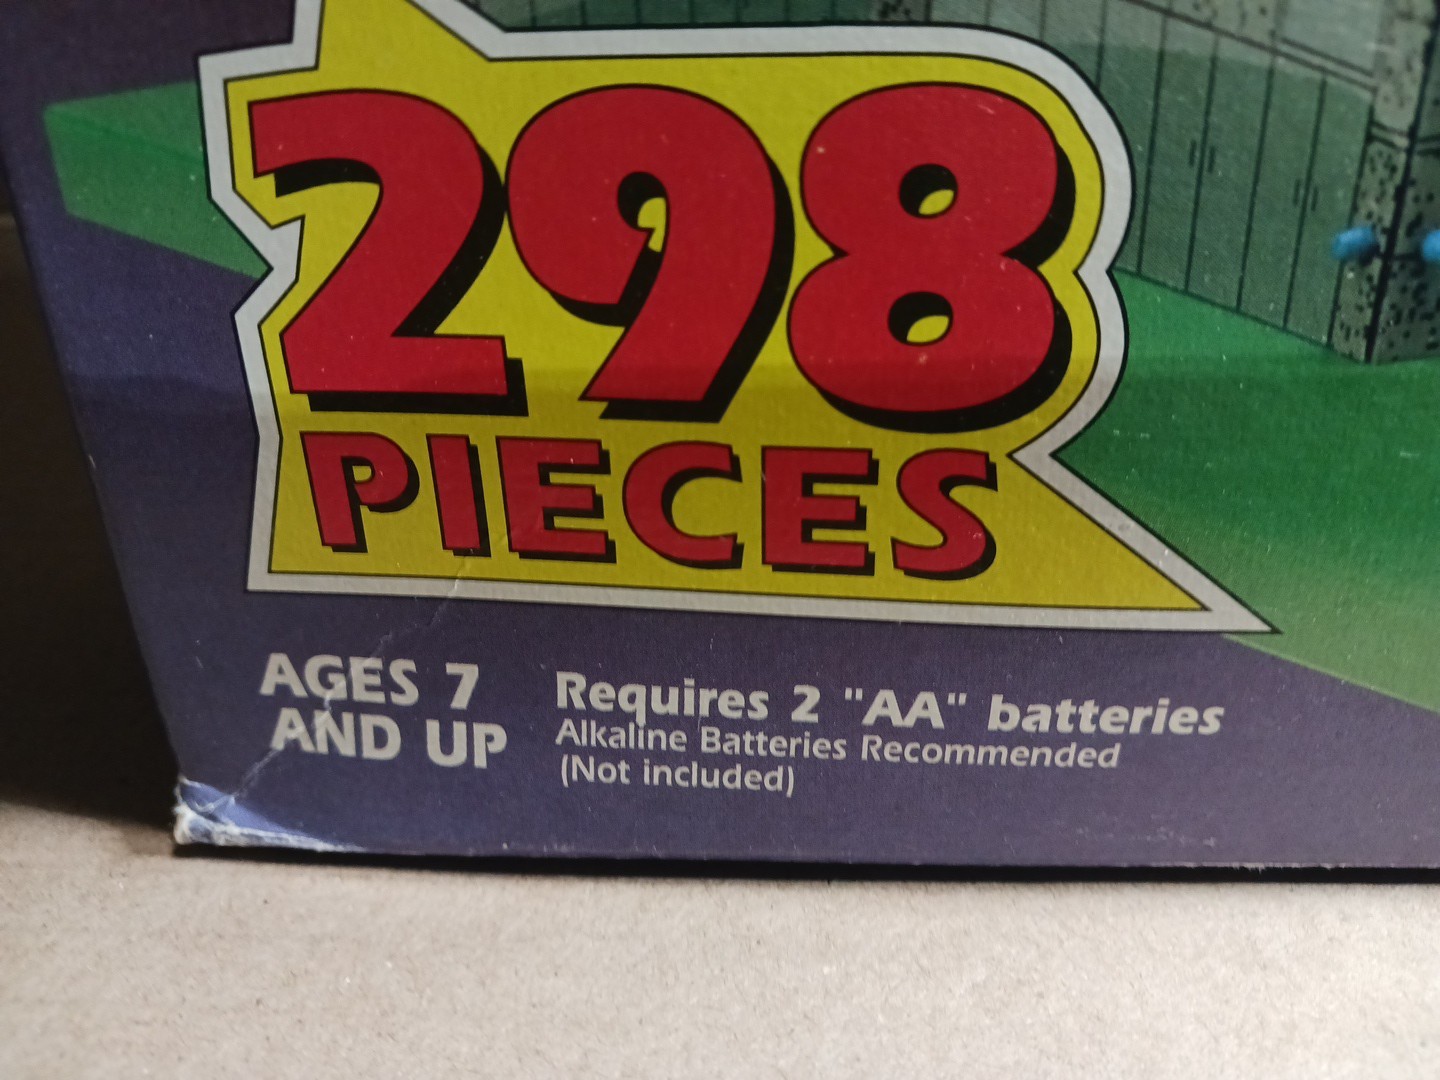 298
PIECES
AGES 7
AND UP
Requires 2 "AA" batteries
Alkaline Batteries Recommended
(Not included)